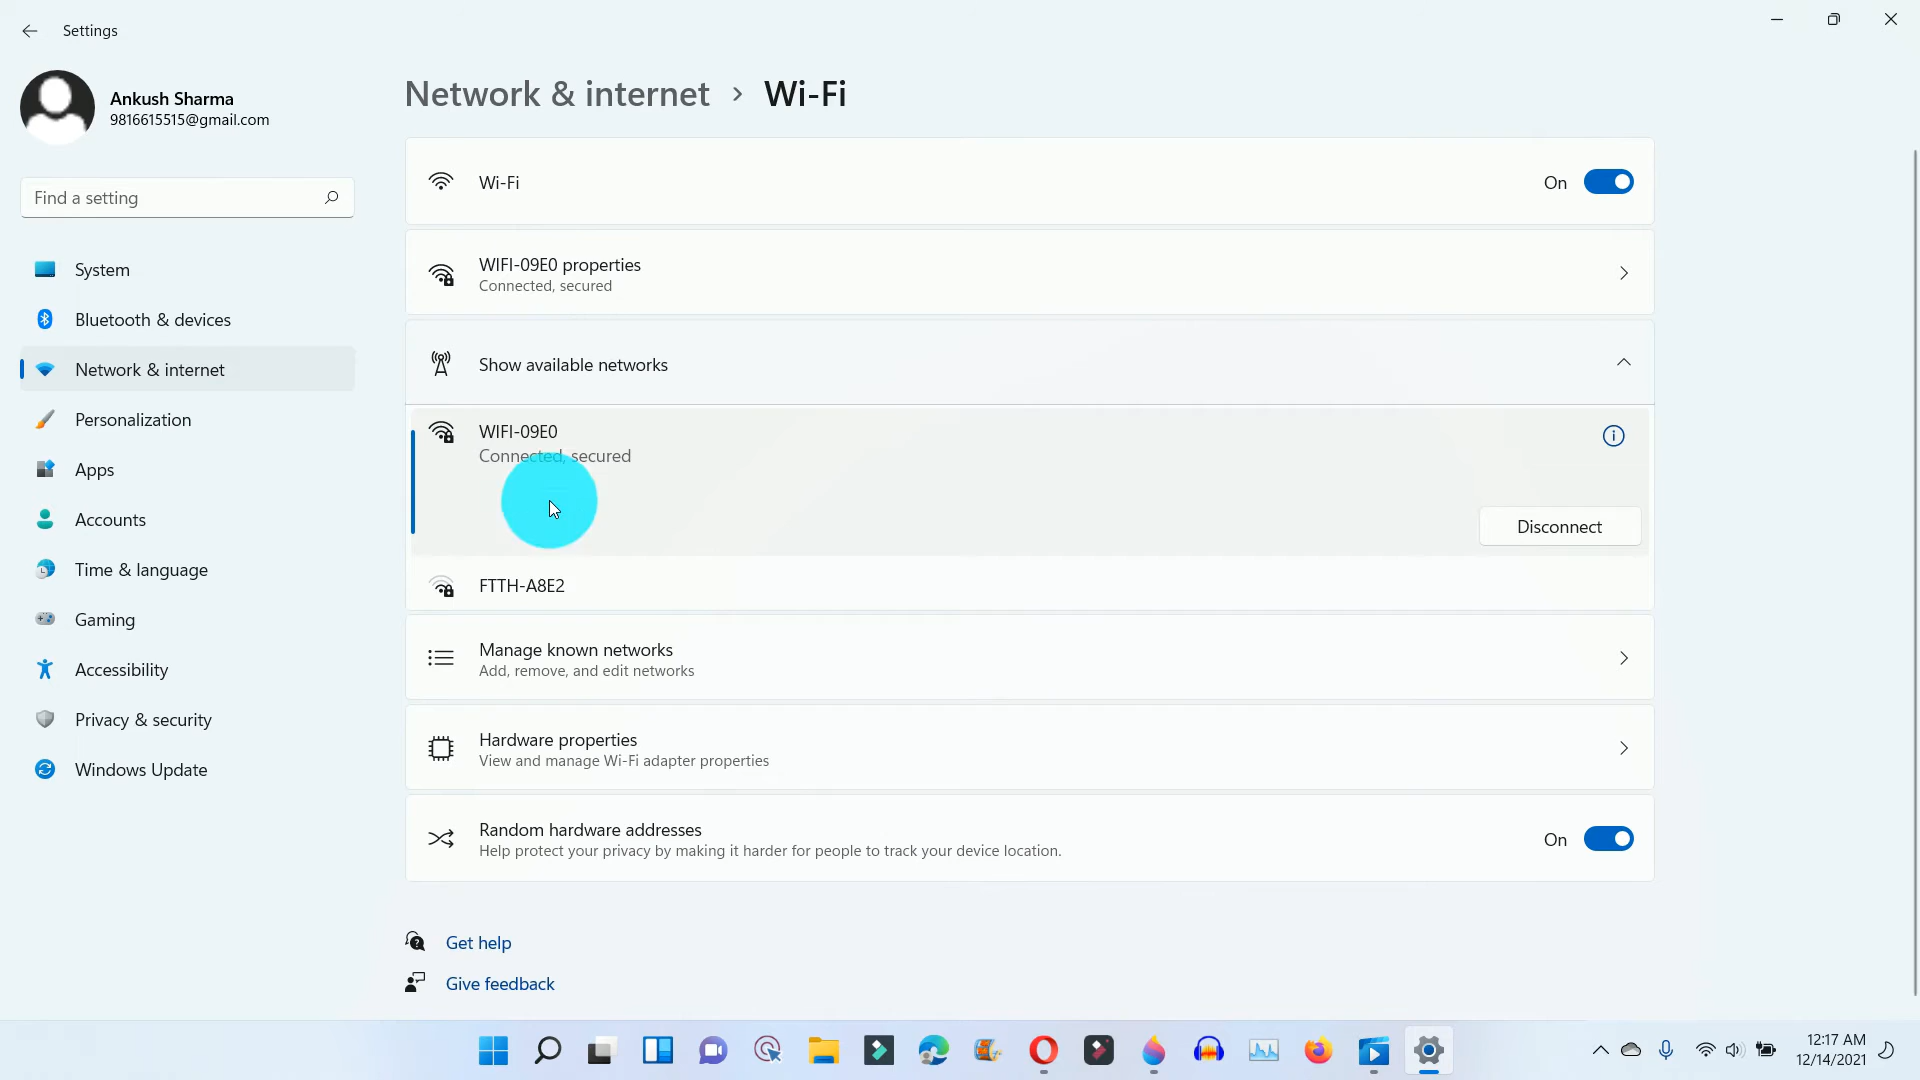 Settings
Ankush Sharma
9816615515@gmail.com
Find a setting
System
Bluetooth & devices
Network & internet
Personalization
Apps
Accounts
Time & language
Gaming
Accessibility
Privacy & security
Windows Update
Network & internet > Wi-Fi
Wi-Fi
On
WIFI-09E0 properties
Connected, secured
Show available networks
WIFI-09E0
Connected, secured
Disconnect
FTTH-A8E2
Manage known networks
Add, remove, and edit networks
Hardware properties
View and manage Wi-Fi adapter properties
Random hardware addresses
Help protect your privacy by making it harder for people to track your device location.
On
Get help
Give feedback
12:17 AM
12/14/2021